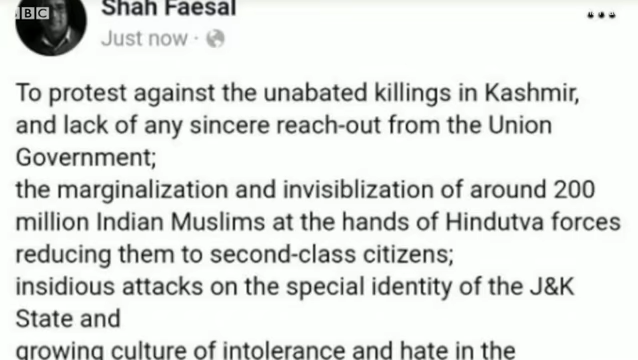 BBC
Shah Faesal
Just now ·
To protest against the unabated killings in Kashmir,
and lack of any sincere reach-out from the Union
Government;
the marginalization and invisiblization of around 200
million Indian Muslims at the hands of Hindutva forces
reducing them to second-class citizens;
insidious attacks on the special identity of the J&K
State and
growing culture of intolerance and hate in the